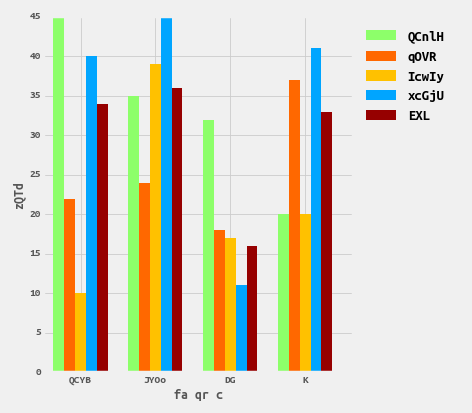 45
40
35
30
25
20
15
10
5
0
zQTd
QCYB JYOo DG K
fa qr c
QCnlH
qOVR
IcwIy
xcGjU
EXL